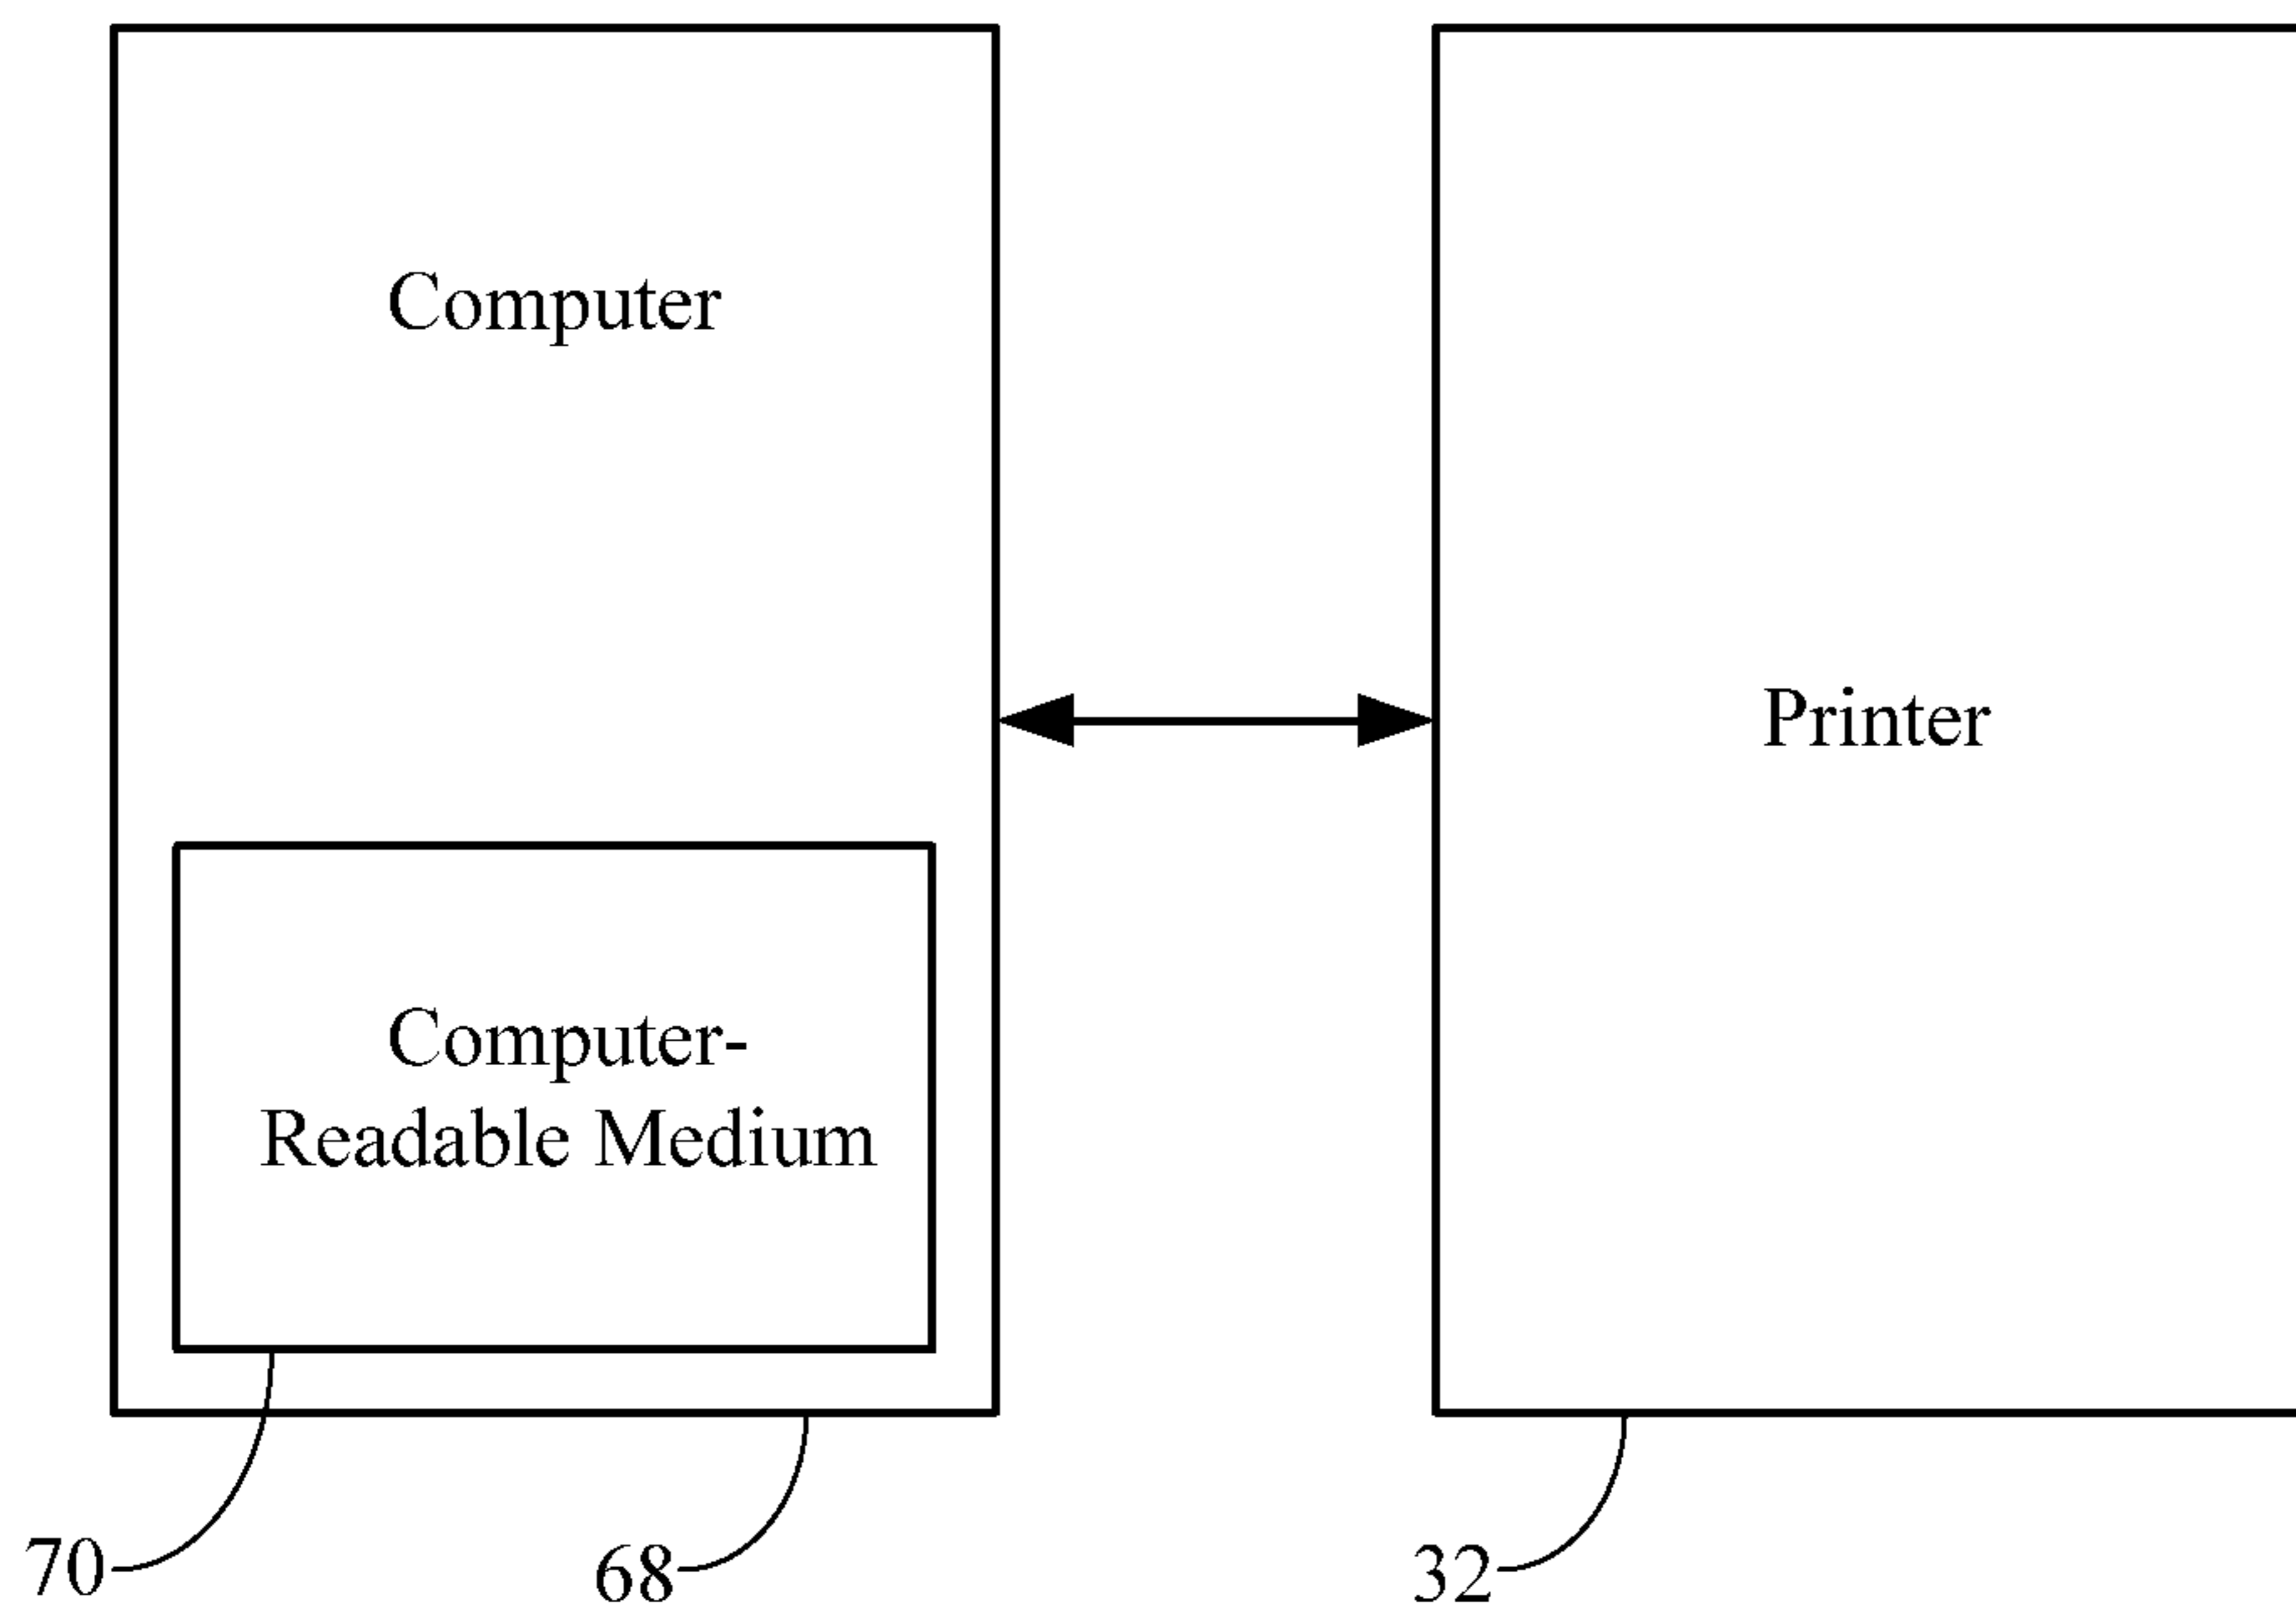 Computer
Printer
Computer-
Readable Medium
70
68
32